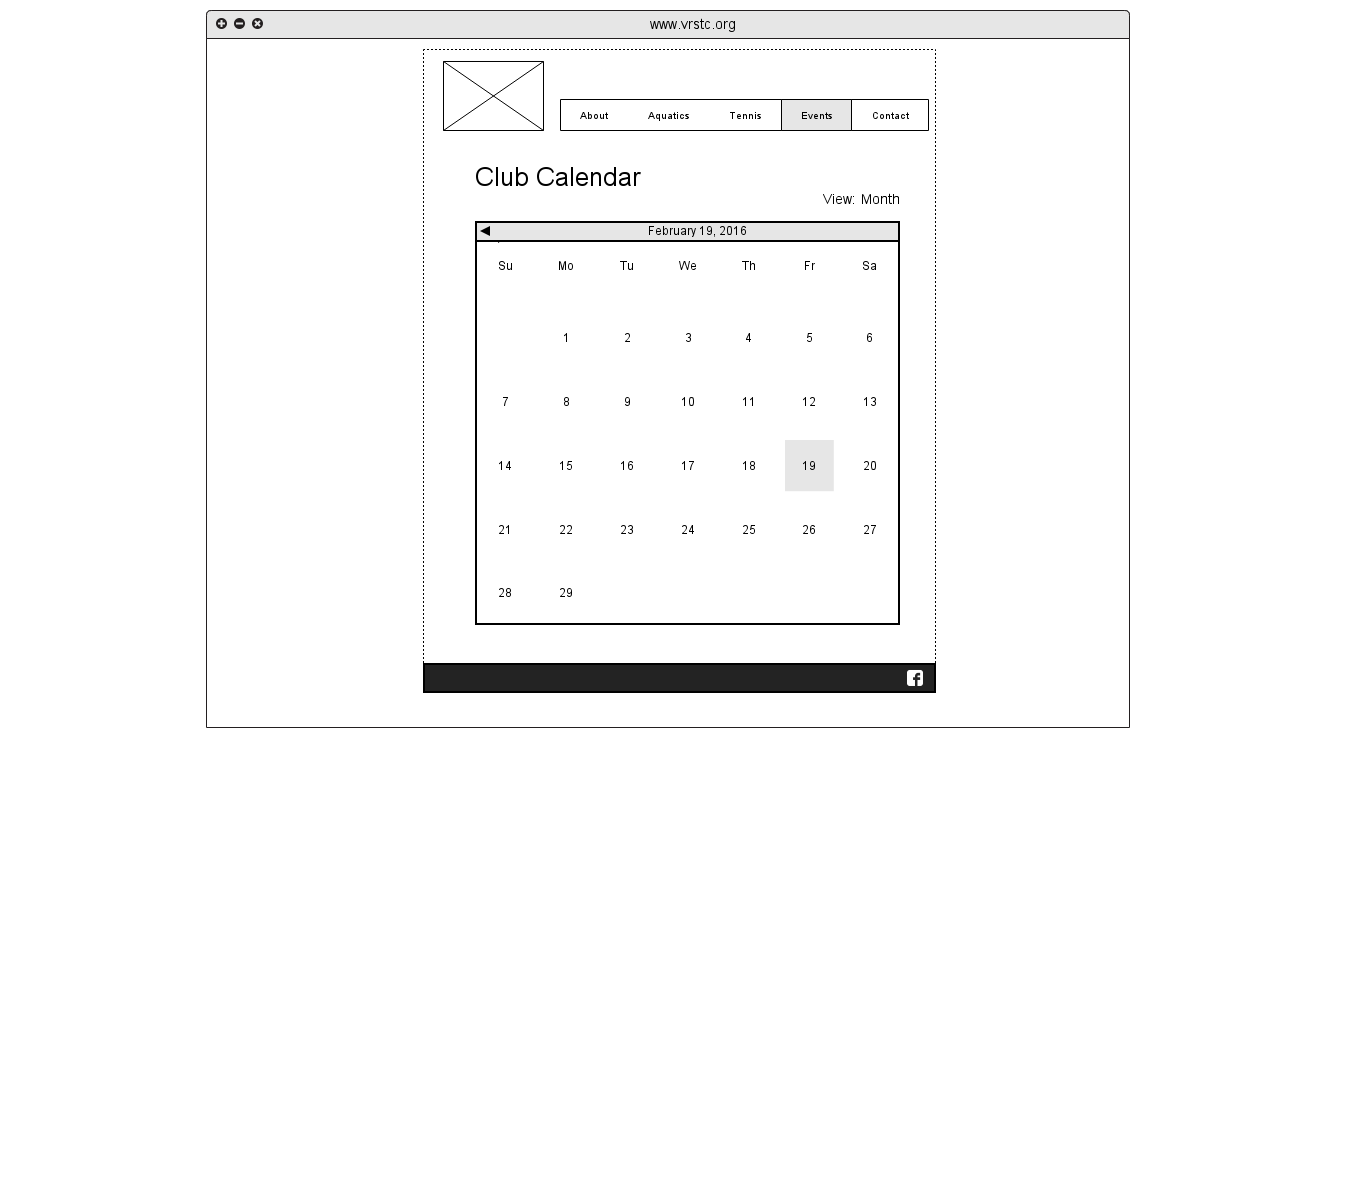 www.vrstc.org
About Aquatics Tennis Events Contact
Club Calendar
View: Month
February 19, 2016
Su Mo Tu We Th Fr Sa
1 2 3 4 5 6
7 8 9 10 11 12 13
14 15 16 17 18 19 20
21 22 23 24 25 26 27
28 29